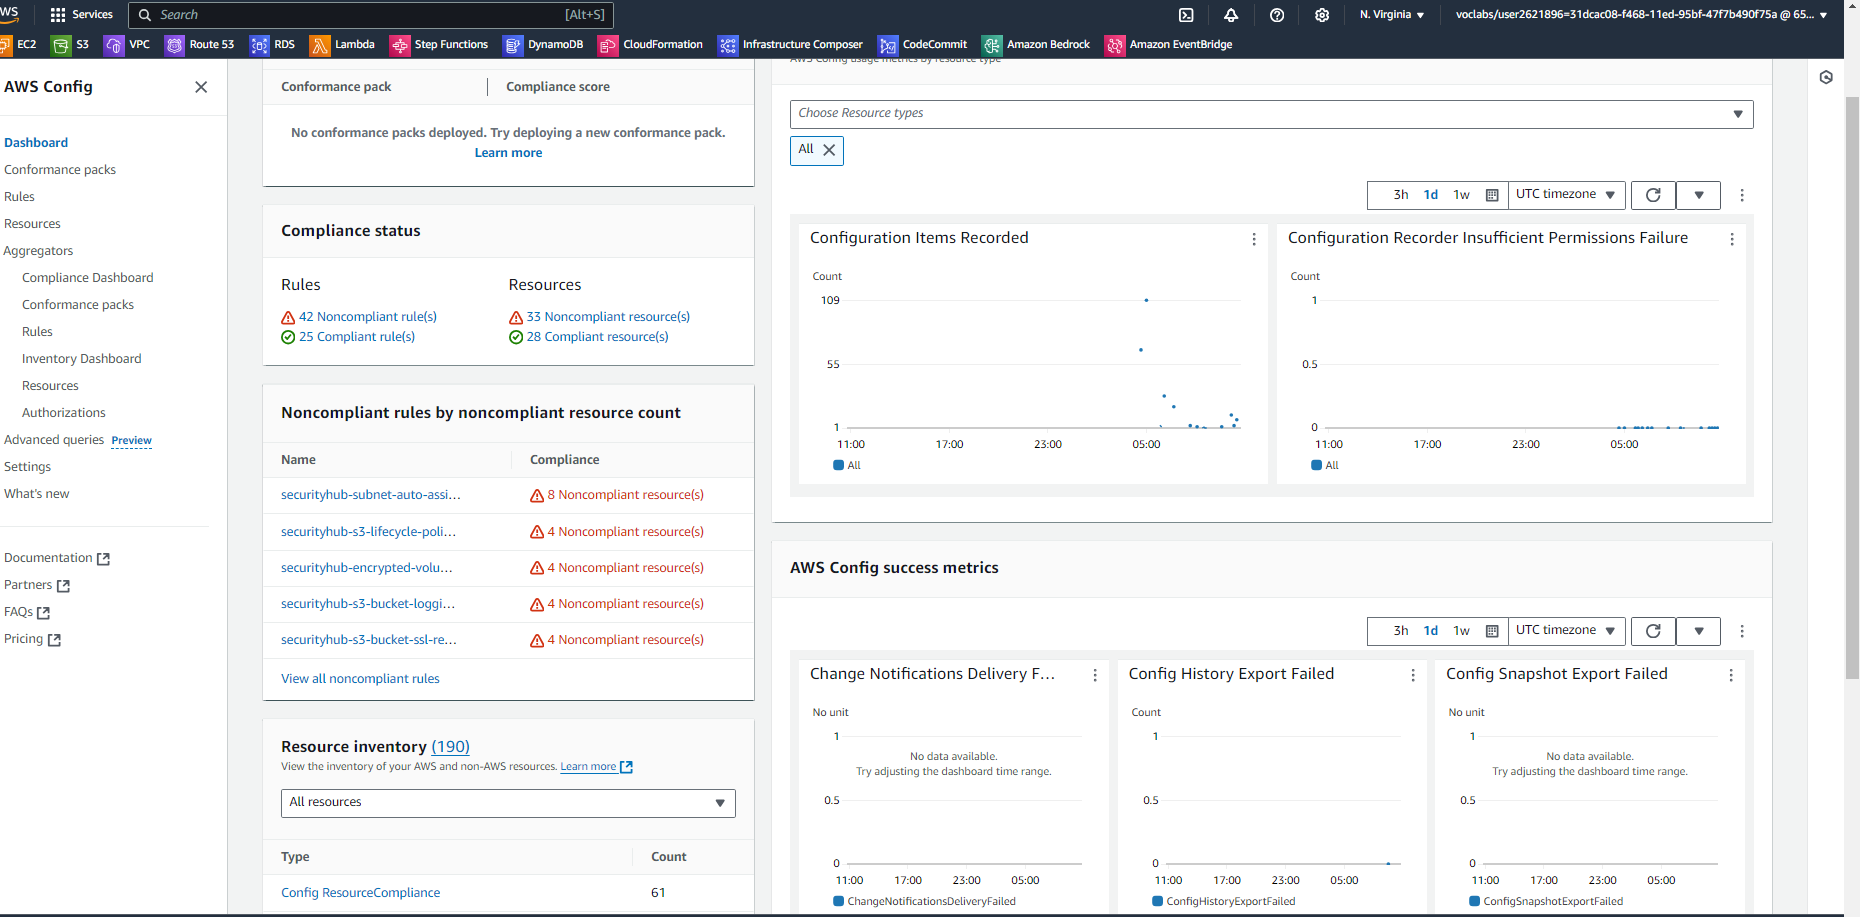 WS
Services
Search
[Alt+S]
N. Virginia
voclabs/user2621896=31dcac08-f468-11ed-95bf-47f7b490f75a @ 65...
EC2
S3
VPC
Route 53
RDS
Lambda
Step Functions
DynamoDB
CloudFormation
Infrastructure Composer
CodeCommit
Amazon Bedrock
Amazon EventBridge
AWS Config
Dashboard
Conformance packs
Rules
Resources
Aggregators
Compliance Dashboard
Conformance packs
Rules
Inventory Dashboard
Resources
Authorizations
Advanced queries Preview
Settings
What's new
Documentation
Partners
FAQs
Pricing
Conformance pack
Compliance score
No conformance packs deployed. Try deploying a new conformance pack.
Learn more
Compliance status
Rules
Resources
42 Noncompliant rule(s)
33 Noncompliant resource(s)
25 Compliant rule(s)
28 Compliant resource(s)
Noncompliant rules by noncompliant resource count
Name
Compliance
securityhub-subnet-auto-assi...
8 Noncompliant resource(s)
securityhub-s3-lifecycle-poli...
4 Noncompliant resource(s)
securityhub-encrypted-volu...
4 Noncompliant resource(s)
securityhub-s3-bucket-loggi...
4 Noncompliant resource(s)
securityhub-s3-bucket-ssl-re...
4 Noncompliant resource(s)
View all noncompliant rules
Resource inventory (190)
View the inventory of your AWS and non-AWS resources. Learn more
All resources
Type
Count
Config ResourceCompliance
61
AWS Config usage metrics by resource type
Choose Resource types
All
3h 1d 1w
UTC timezone
Configuration Items Recorded
Count
109
55
1
11:00 17:00 23:00 05:00
All
Configuration Recorder Insufficient Permissions Failure
Count
1
0.5
0
11:00 17:00 23:00 05:00
All
AWS Config success metrics
3h 1d 1w
UTC timezone
Change Notifications Delivery F...
No unit
1
No data available.
Try adjusting the dashboard time range.
0.5
0
11:00 17:00 23:00 05:00
ChangeNotificationsDeliveryFailed
Config History Export Failed
Count
1
0.5
0
11:00 17:00 23:00 05:00
ConfigHistoryExportFailed
Config Snapshot Export Failed
No unit
1
No data available.
Try adjusting the dashboard time range.
0.5
0
11:00 17:00 23:00 05:00
ConfigSnapshotExportFailed